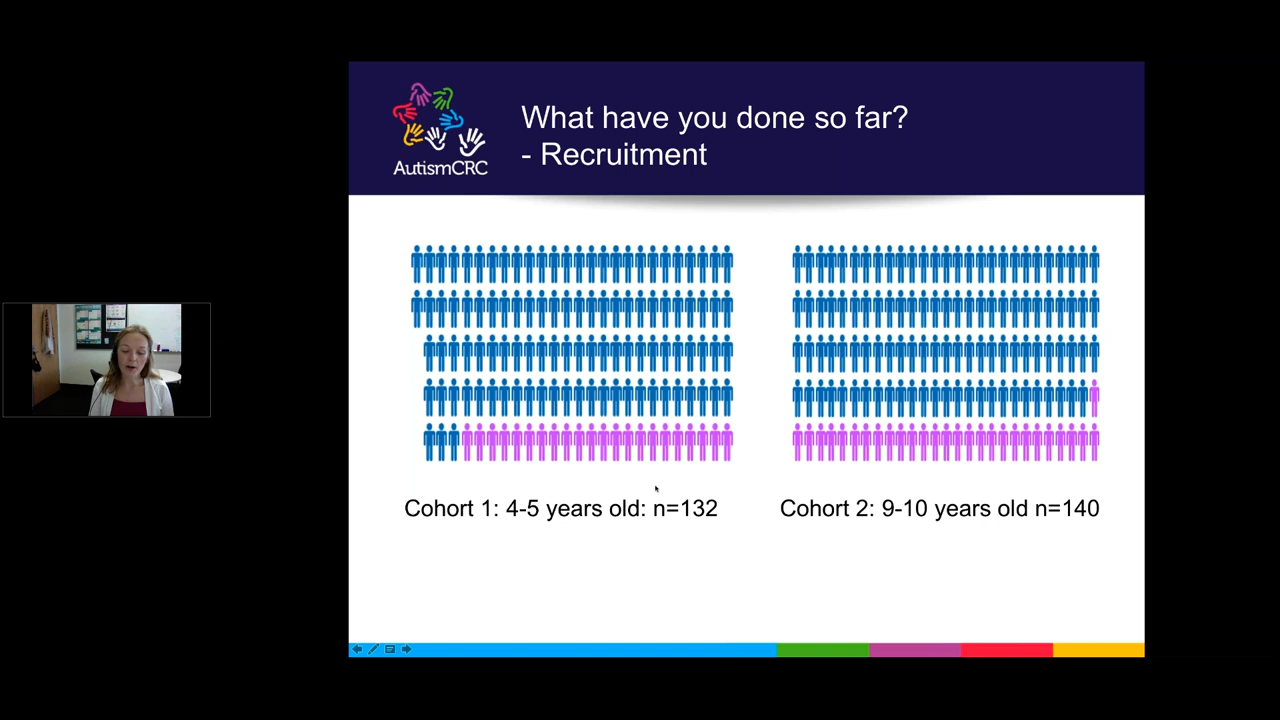 What have you done so far?
- Recruitment
AutismCRC
Cohort 1: 4-5 years old: n=132
Cohort 2: 9-10 years old n=140